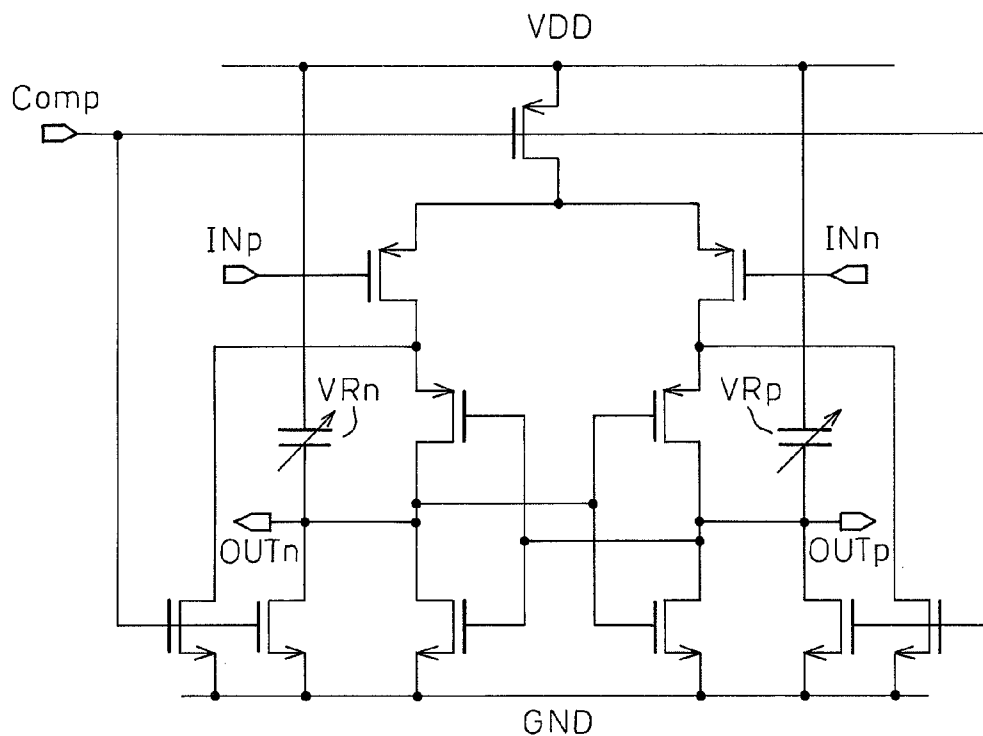 VDD
Comp
INp
INn
VRn
VRp
OUTn
OUTp
GND